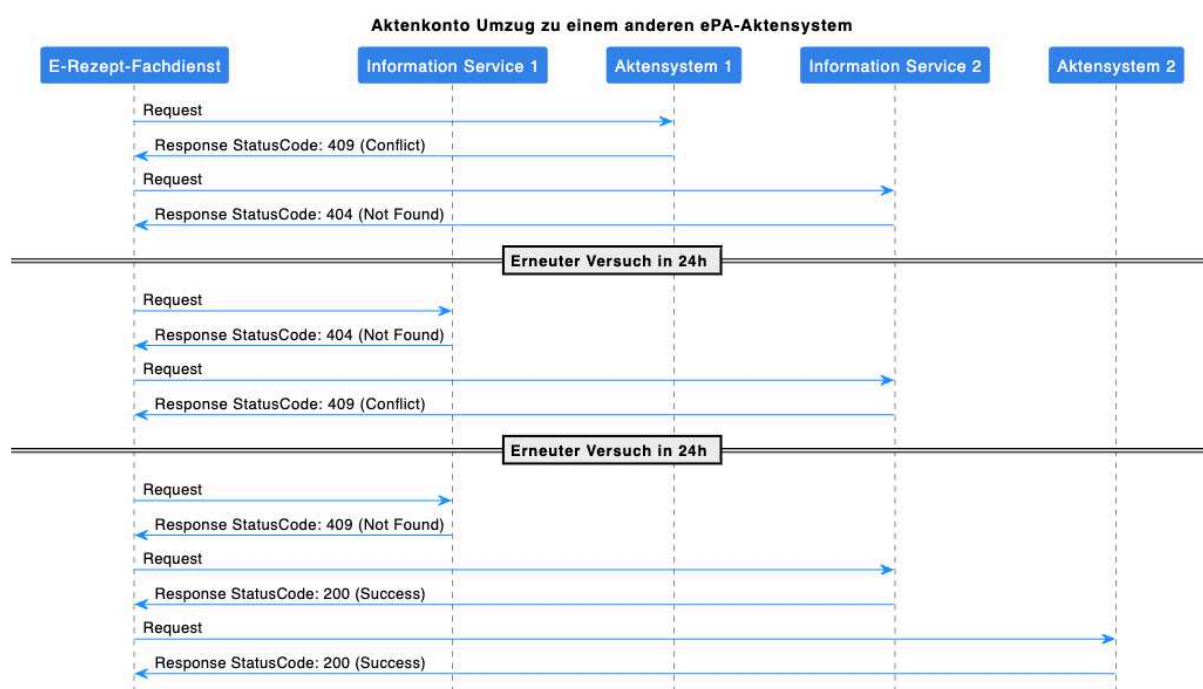 Aktenkonto Umzug zu einem anderen ePA-Aktensystem
E-Rezept-Fachdienst Information Service 1 Aktensystem 1 Information Service 2 Aktensystem 2
Request
Response StatusCode: 409 (Conflict)
Request
Response StatusCode: 404 (Not Found)
Erneuter Versuch in 24h
Request
Response StatusCode: 404 (Not Found)
Request
Response StatusCode: 409 (Conflict)
Erneuter Versuch in 24h
Request
Response StatusCode: 409 (Not Found)
Request
Response StatusCode: 200 (Success)
Request
Response StatusCode: 200 (Success)